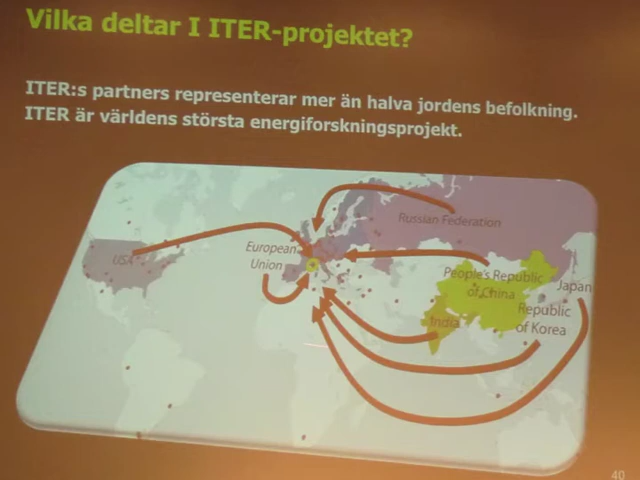 Vilka deltar I ITER-projektet?
ITER:s partners representerar mer än halva jordens befolkning.
ITER är världens största energiforskningsprojekt.
Russian Federation
USA
European
Union
People's Republic
of China
Japan
Republic
of Korea
India
40